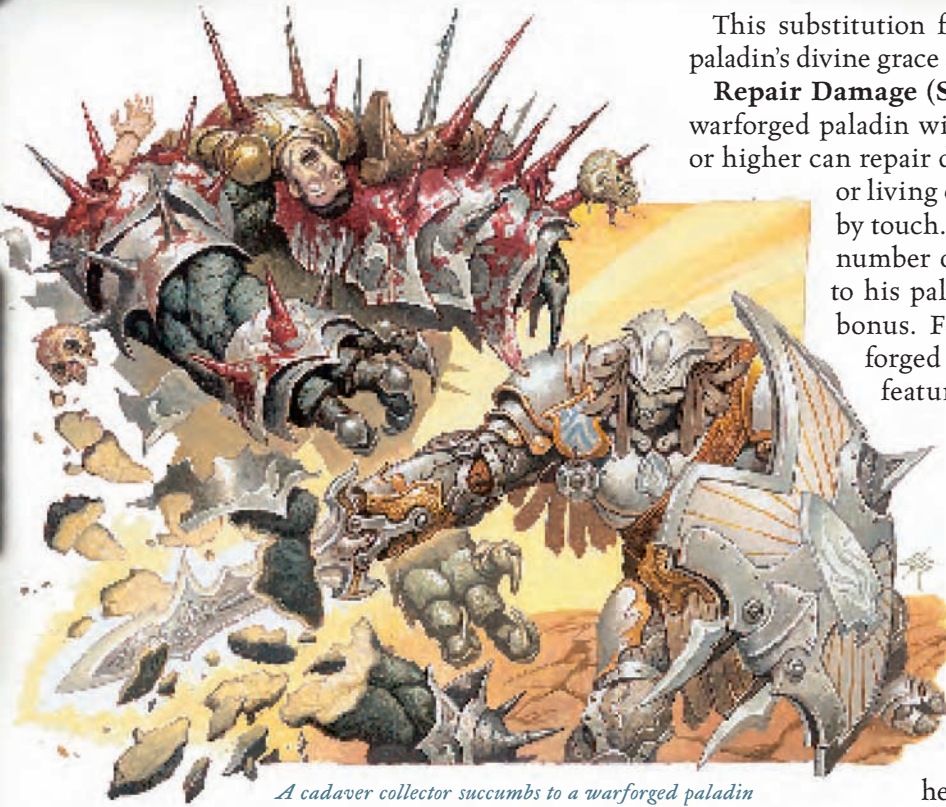 This substitution f
paladin's divine grace
Repair Damage (S
warforged paladin wi
or higher can repair d
or living
by touch.
number
to his pal
bonus. F
forged
featur
he
A cadaver collector succumbs to a warforged paladin